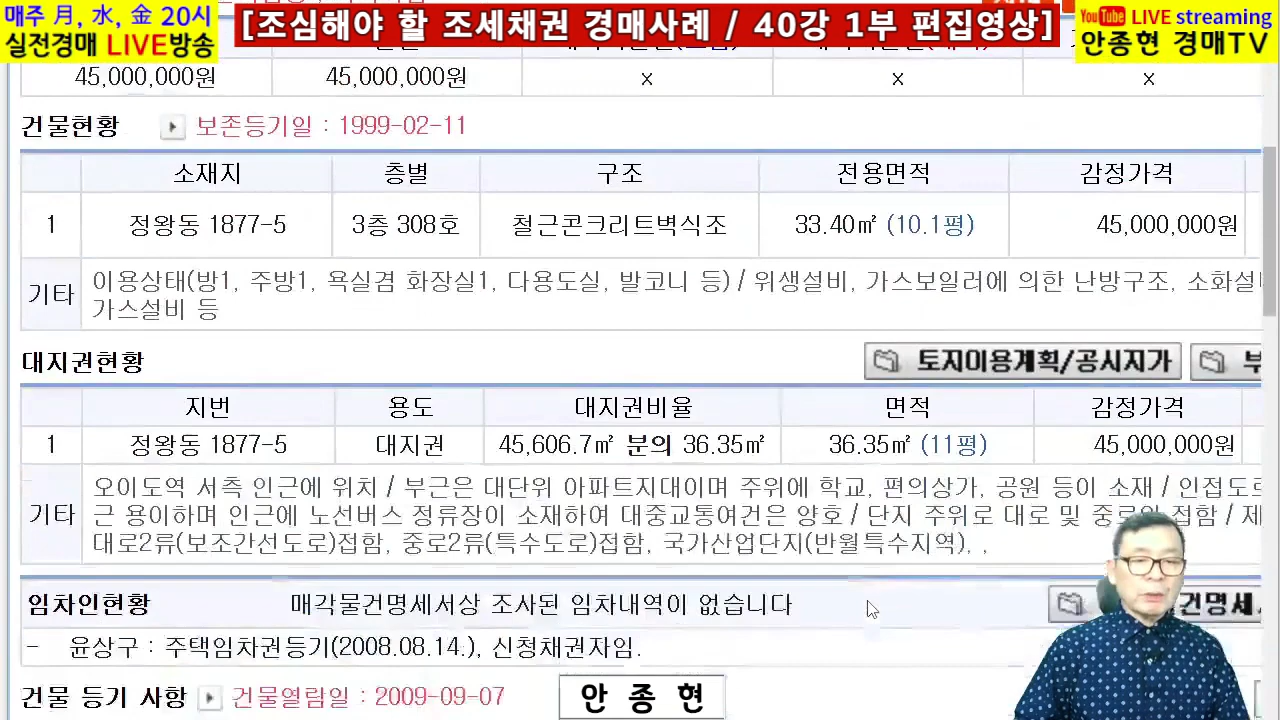 매주 月, 水, 金 20시
실전경매 LIVE방송
[조심해야 할 조세채권 경매사례 / 40강 1부 편집영상]
YouTube LIVE streaming
안종현 경매TV
45,000,000원 45,000,000원 x x x
건물현황 보존등기일 : 1999-02-11
소재지 층별 구조 전용면적 감정가격
1 정왕동 1877-5 3층 308호 철근콘크리트벽식조 33.40㎡ (10.1평) 45,000,000원
기타
이용상태(방1, 주방1, 욕실겸 화장실1, 다용도실, 발코니 등) / 위생설비, 가스보일러에 의한 난방구조, 소화설
가스설비 등
대지권현황 토지이용계획/공시지가 부
지번 용도 대지권비율 면적 감정가격
1 정왕동 1877-5 대지권 45,606.7㎡ 분의 36.35㎡ 36.35㎡ (11평) 45,000,000원
기타
오이도역 서측 인근에 위치 / 부근은 대단위 아파트지대이며 주위에 학교, 편의상가, 공원 등이 소재 / 인접도로
근 용이하며 인근에 노선버스 정류장이 소재하여 대중교통여건은 양호 / 단지 주위로 대로 및 중로와 접함 / 제
대로2류(보조간선도로)접함, 중로2류(특수도로)접함, 국가산업단지(반월특수지역), ,
임차인현황 매각물건명세서상 조사된 임차내역이 없습니다 건명세
- 윤상구 : 주택임차권등기(2008.08.14.), 신청채권자임.
건물 등기 사항 건물열람일 : 2009-09-07
안 종 현